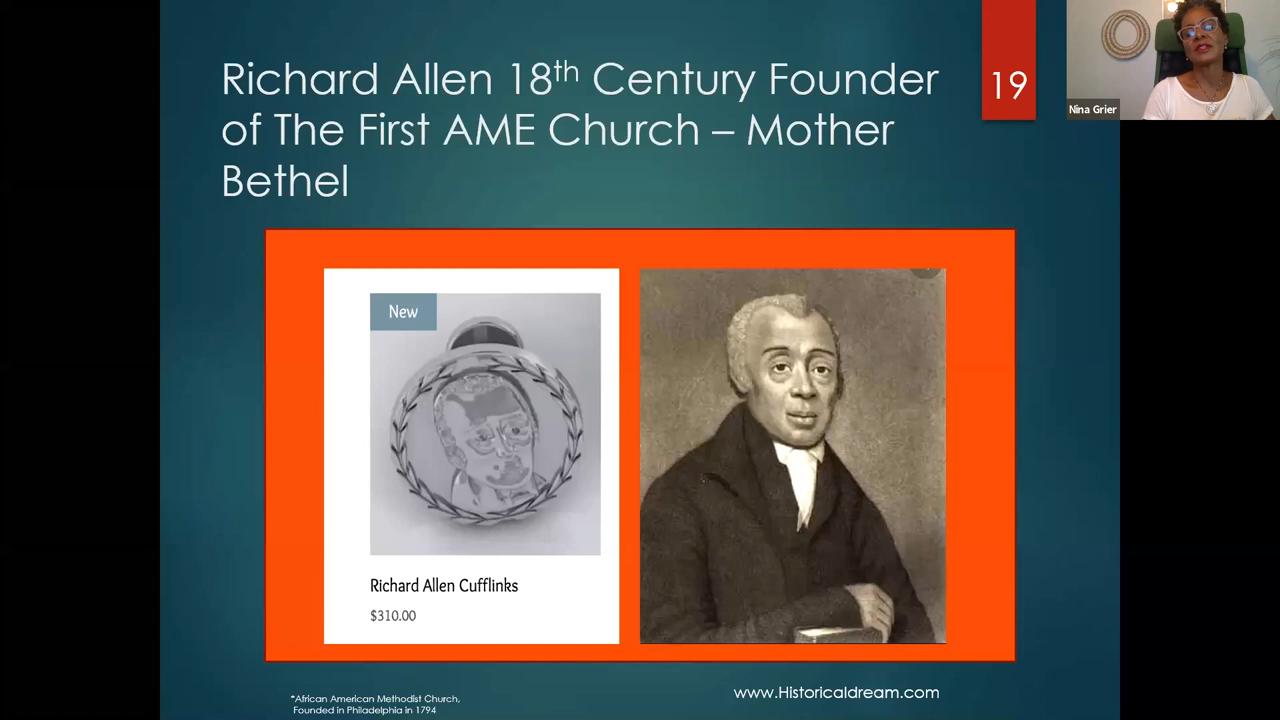 Richard Allen 18th Century Founder
of The First AME Church – Mother
Bethel
19
Nina Grier
New
Richard Allen Cufflinks
$310.00
*African American Methodist Church,
Founded in Philadelphia in 1794
www.Historicaldream.com